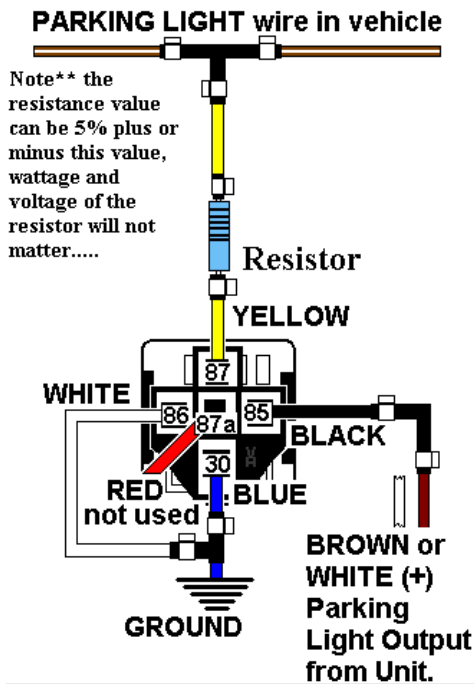 PARKING LIGHT wire in vehicle
Note** the
resistance value
can be 5% plus or
minus this value,
wattage and
voltage of the
resistor will not
matter.....
Resistor
YELLOW
87
WHITE
86
87a
85
BLACK
30
RED
not used
BLUE
GROUND
BROWN or
WHITE (+)
Parking
Light Output
from Unit.